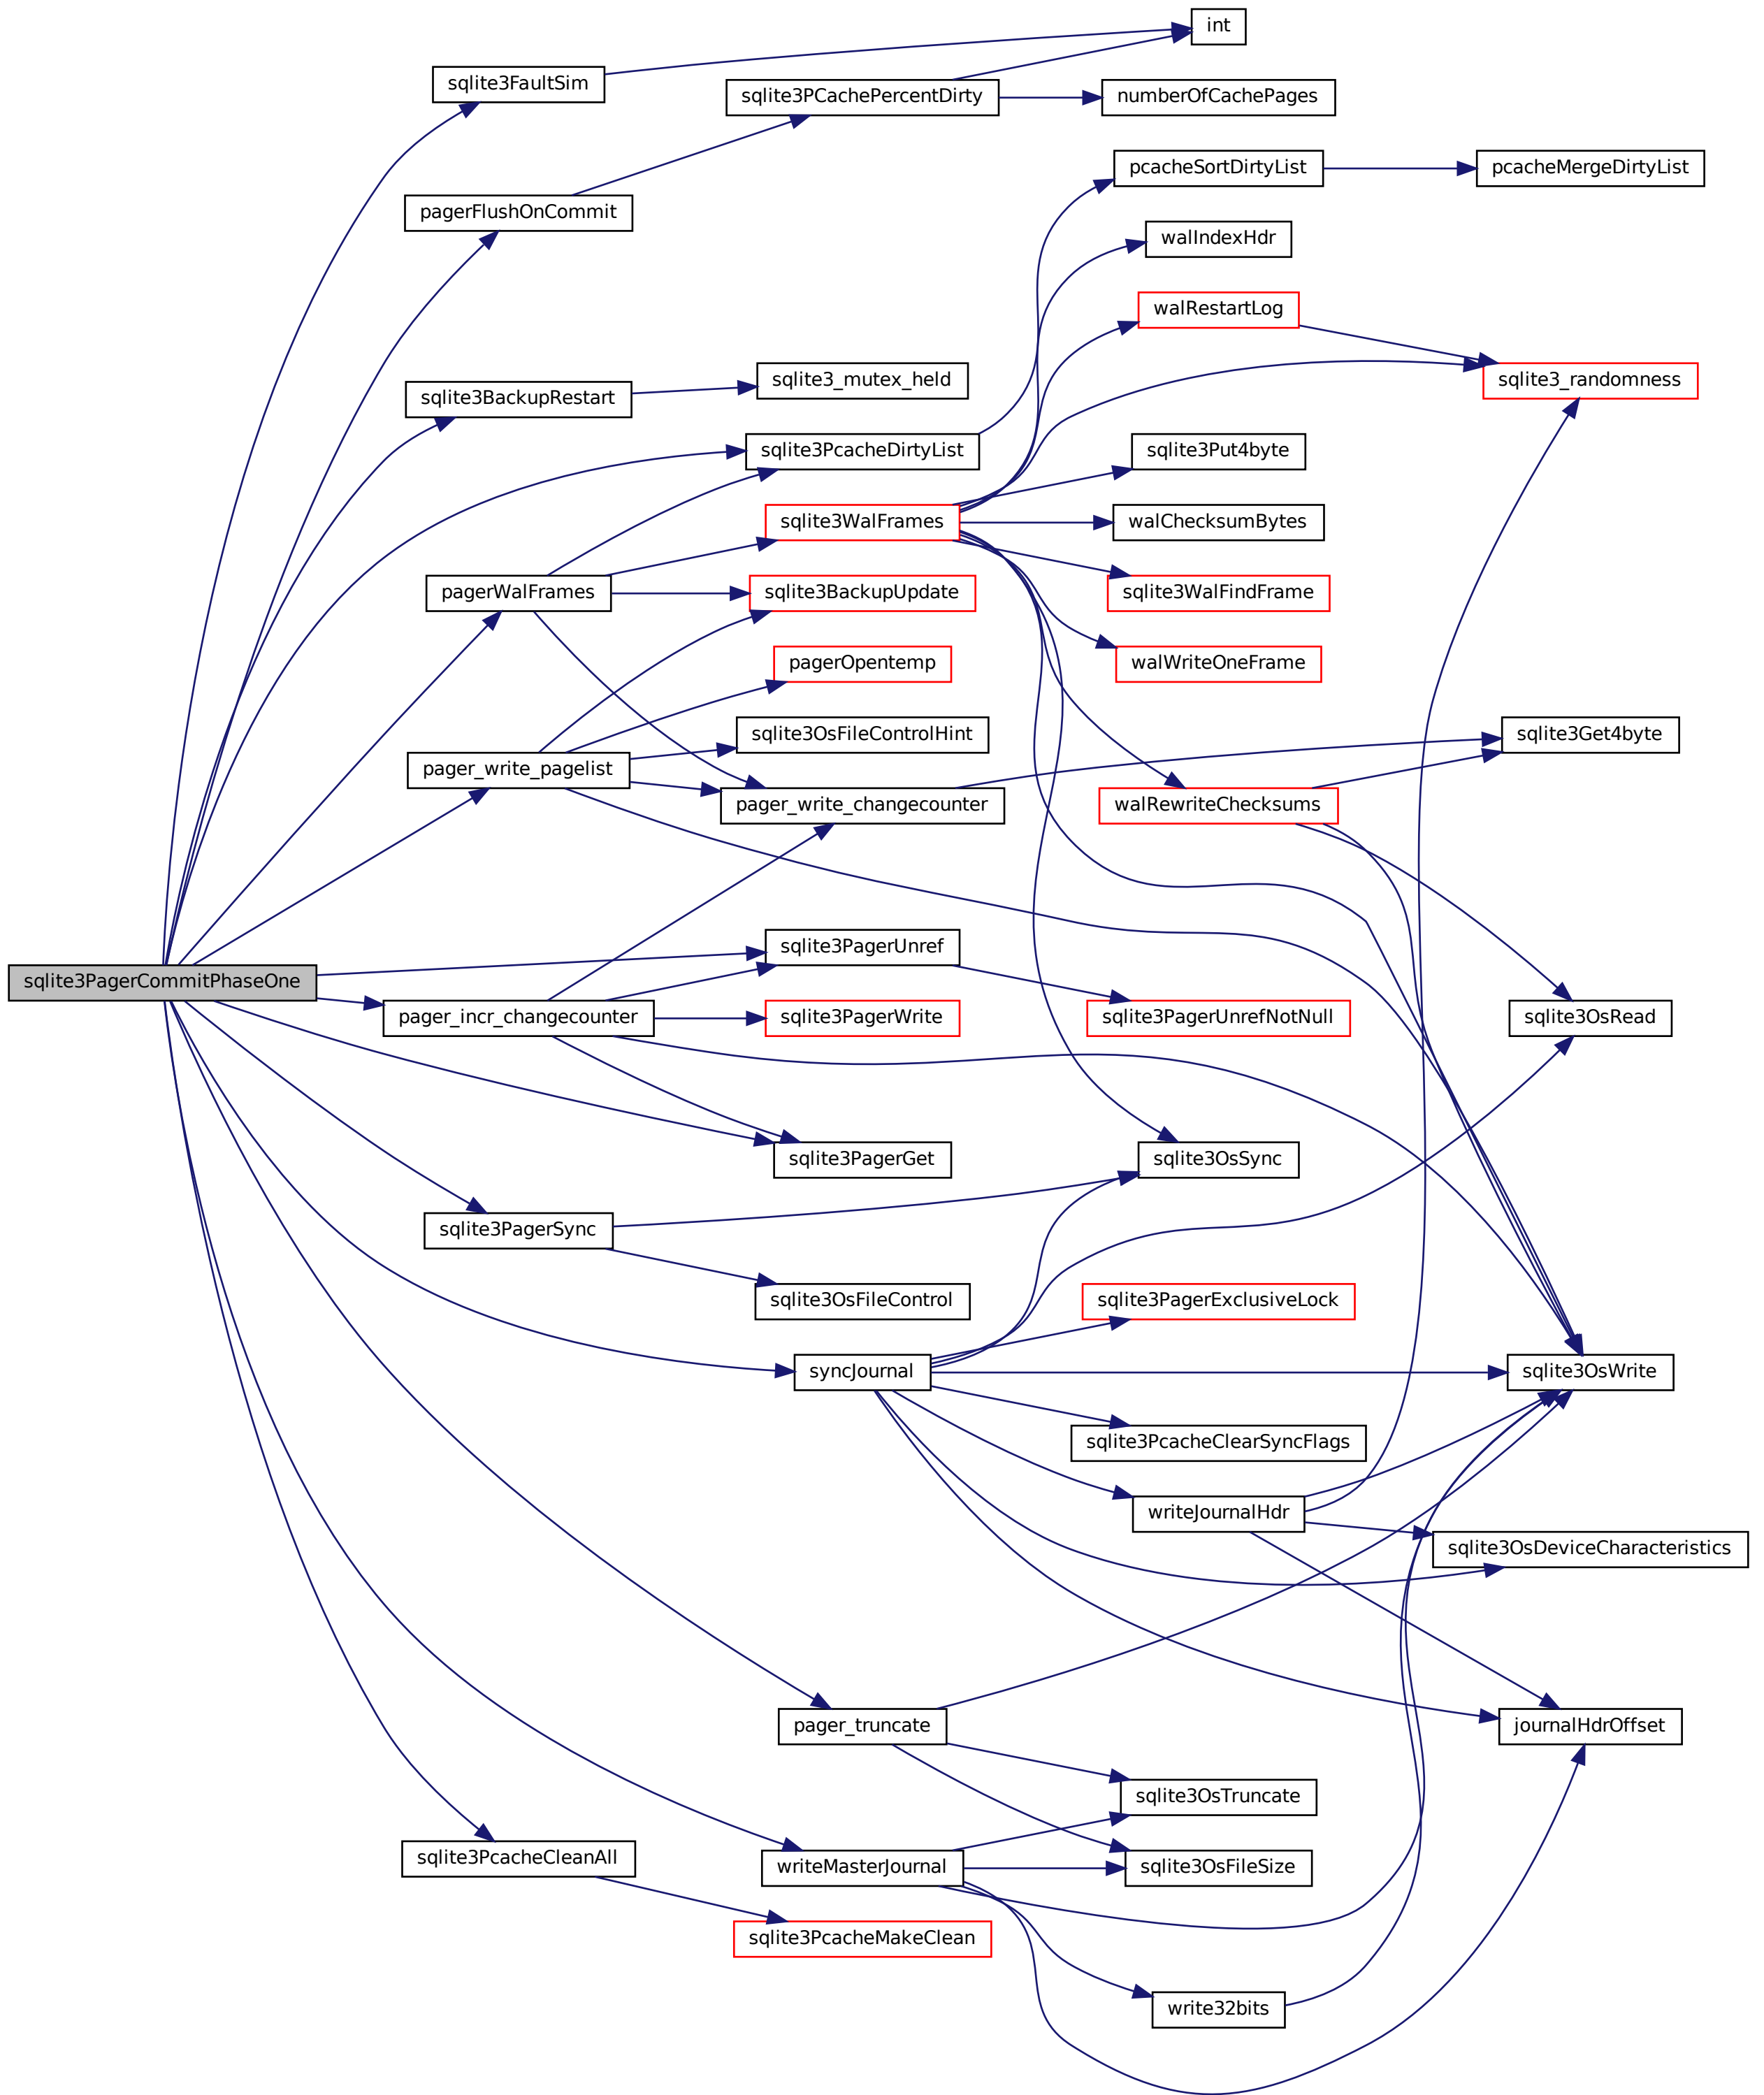 int
sqlite3FaultSim
sqlite3PCachePercentDirty
numberOfCachePages
pcacheSortDirtyList
pcacheMergeDirtyList
pagerFlushOnCommit
walIndexHdr
walRestartLog
sqlite3_mutex_held
sqlite3_randomness
sqlite3BackupRestart
sqlite3PcacheDirtyList
sqlite3Put4byte
sqlite3WalFrames
walChecksumBytes
pagerWalFrames
sqlite3BackupUpdate
sqlite3WalFindFrame
pagerOpentemp
walWriteOneFrame
sqlite3OsFileControlHint
sqlite3Get4byte
pager_write_pagelist
pager_write_changecounter
walRewriteChecksums
sqlite3PagerUnref
sqlite3PagerCommitPhaseOne
pager_incr_changecounter
sqlite3PagerWrite
sqlite3PagerUnrefNotNull
sqlite3OsRead
sqlite3PagerGet
sqlite3OsSync
sqlite3PagerSync
sqlite3OsFileControl
sqlite3PagerExclusiveLock
syncJournal
sqlite3OsWrite
sqlite3PcacheClearSyncFlags
writeJournalHdr
sqlite3OsDeviceCharacteristics
pager_truncate
journalHdrOffset
sqlite3OsTruncate
sqlite3PcacheCleanAll
writeMasterJournal
sqlite3OsFileSize
sqlite3PcacheMakeClean
write32bits